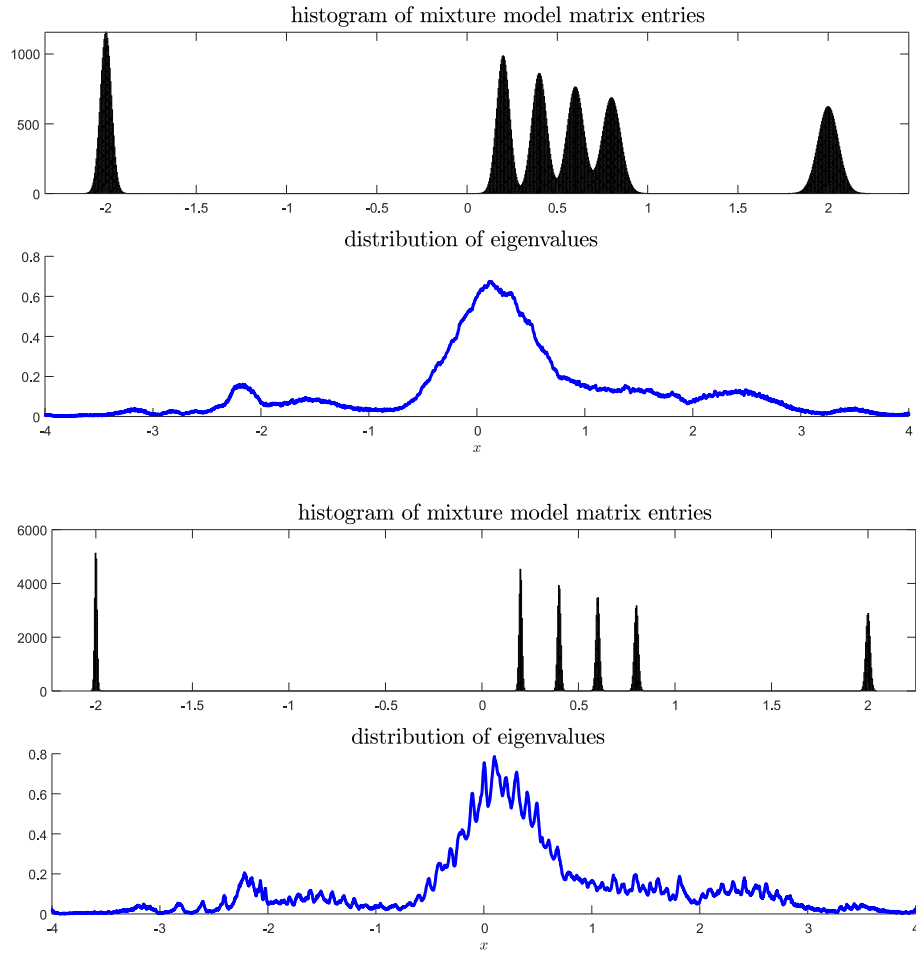 histogram of mixture model matrix entries
1000
500
0
-2 -1.5 -1 -0.5 0 0.5 1 1.5 2
distribution of eigenvalues
0.8
0.6
0.4
0.2
0
-4 -3 -2 -1 0 1 2 3 4
x
histogram of mixture model matrix entries
6000
4000
2000
0
-2 -1.5 -1 -0.5 0 0.5 1 1.5 2
distribution of eigenvalues
0.8
0.6
0.4
0.2
0
-4 -3 -2 -1 0 1 2 3 4
x